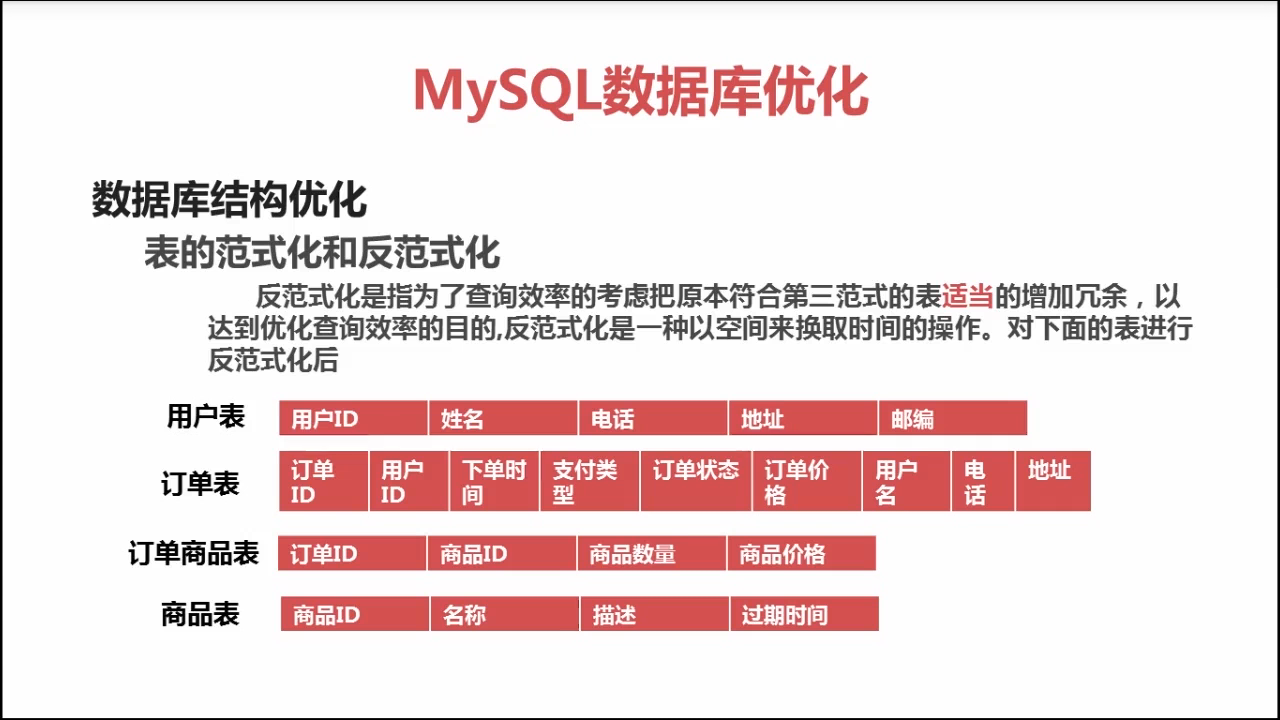 MySQL数据库优化
数据库结构优化
表的范式化和反范式化
反范式化是指为了查询效率的考虑把原本符合第三范式的表适当的增加冗余，以
达到优化查询效率的目的,反范式化是一种以空间来换取时间的操作。对下面的表进行
反范式化后
用户表 用户ID 姓名 电话 地址 邮编
订单表 订单ID 用户ID 下单时间 支付类型 订单状态 订单价格 用户名 电话 地址
订单商品表 订单ID 商品ID 商品数量 商品价格
商品表 商品ID 名称 描述 过期时间